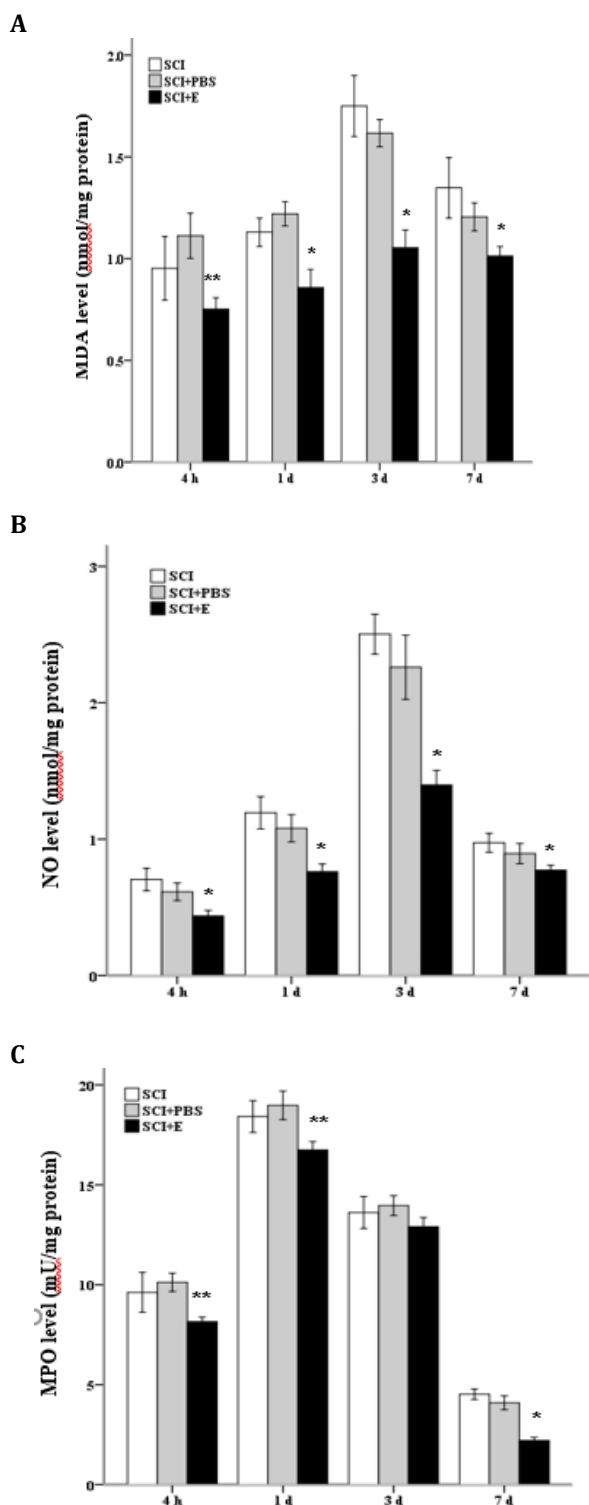 A
SCI
SCI+PBS
SCI+E
2.0
1.5
1.0
0.5
0.0
MDA level (nmol/mg protein)
**
*
*
*
4 h
1 d
3 d
7 d
B
SCI
SCI+PBS
SCI+E
3
2
1
0
NO level (nmol/mg protein)
*
*
*
*
4 h
1 d
3 d
7 d
C
SCI
SCI+PBS
SCI+E
20
15
10
5
0
MPO level (mU/mg protein)
**
**
*
4 h
1 d
3 d
7 d